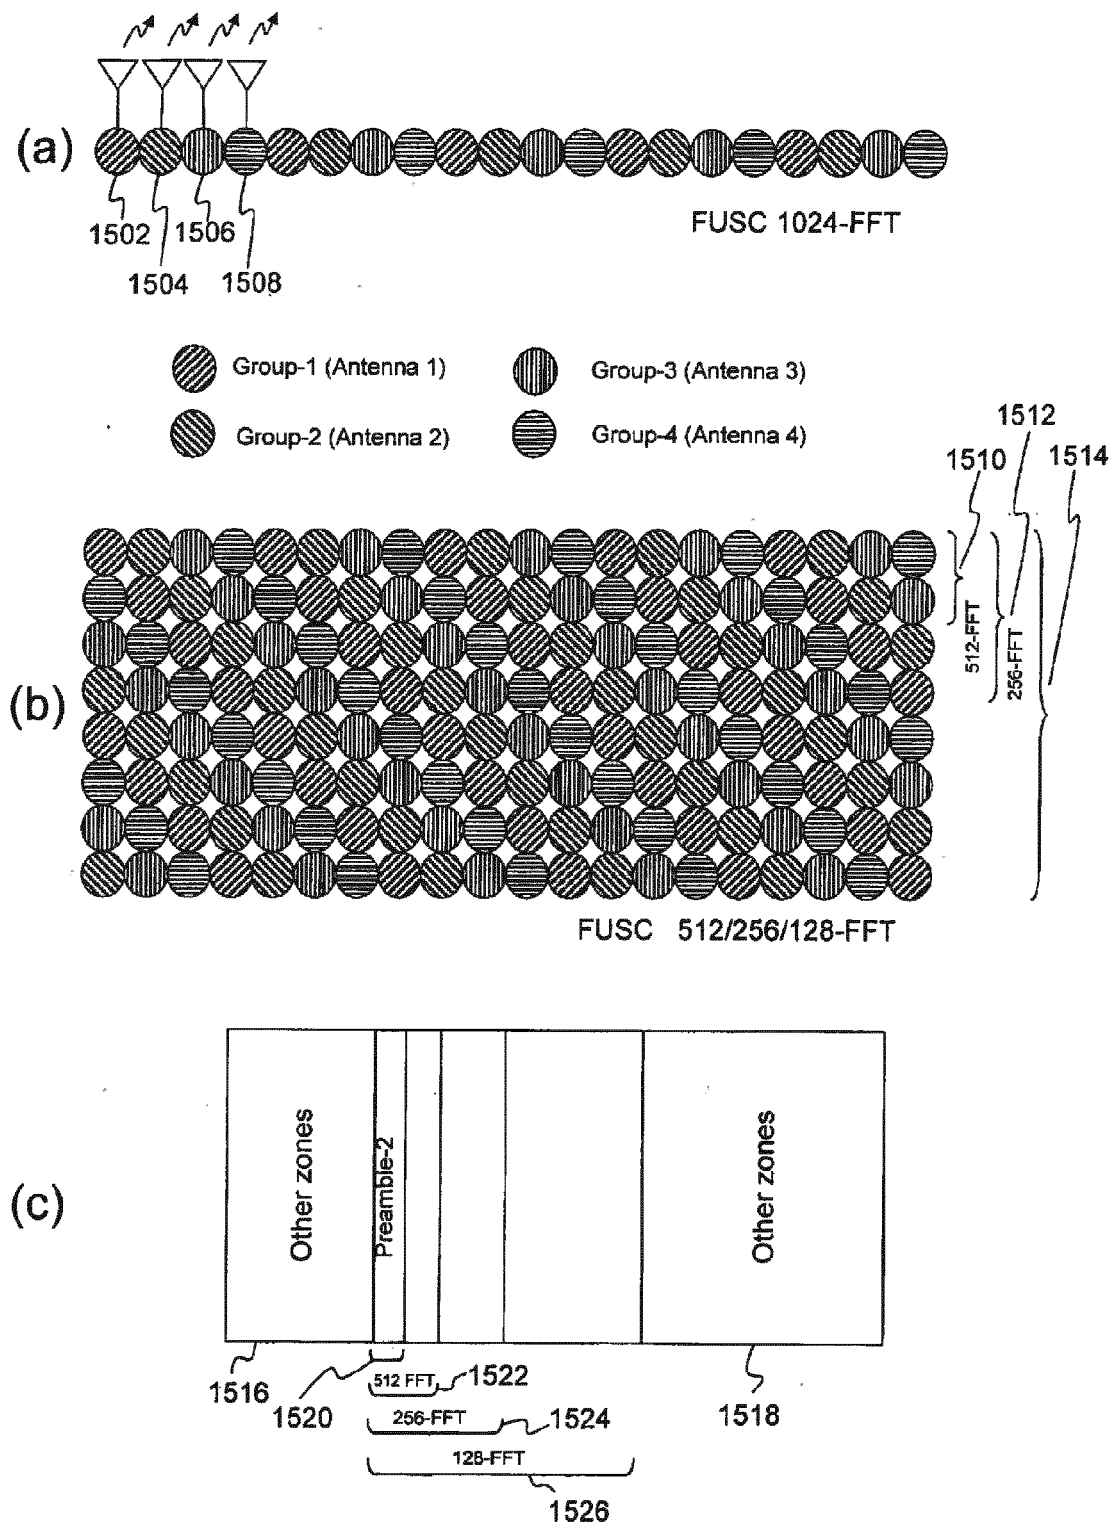 (a)
1502
1506
1504
1508
FUSC 1024-FFT
Group-1 (Antenna 1)
Group-3 (Antenna 3)
Group-2 (Antenna 2)
Group-4 (Antenna 4)
1512
1510
1514
512-FFT
256-FFT
(b)
FUSC 512/256/128-FFT
(c)
Other zones
Preamble-2
Other zones
1516
1520
512 FFT
1522
256-FFT
1524
1518
128-FFT
1526